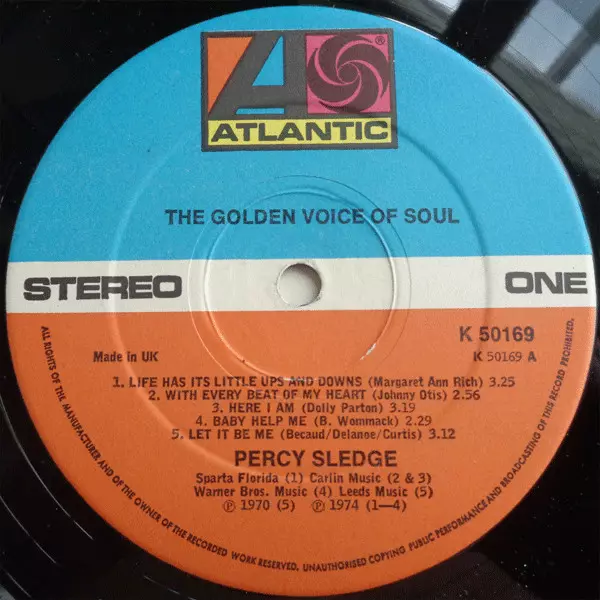 ®
ATLANTIC
THE GOLDEN VOICE OF SOUL
STEREO
ONE
K 50169
Made in UK
K 50169 A
1. LIFE HAS ITS LITTLE UPS AND DOWNS (Margaret Ann Rich) 3.25
2. WITH EVERY BEAT OF MY HEART (Johnny Otis) 2.56
3. HERE I AM (Dolly Parton) 3.19
4. BABY HELP ME (B. Wommack) 2.29
5. LET IT BE ME (Becaud/Delanoe/Curtis) 3.12
PERCY SLEDGE
Sparta Florida (1) Carlin Music (2 & 3)
Warner Bros. Music (4) Leeds Music (5)
℗ 1970 (5) ℗ 1974 (1—4)
ALL RIGHTS OF THE MANUFACTURER AND OF THE OWNER OF THE RECORDED WORK RESERVED. UNAUTHORISED COPYING PUBLIC PERFORMANCE AND BROADCASTING OF THIS RECORD PROHIBITED.